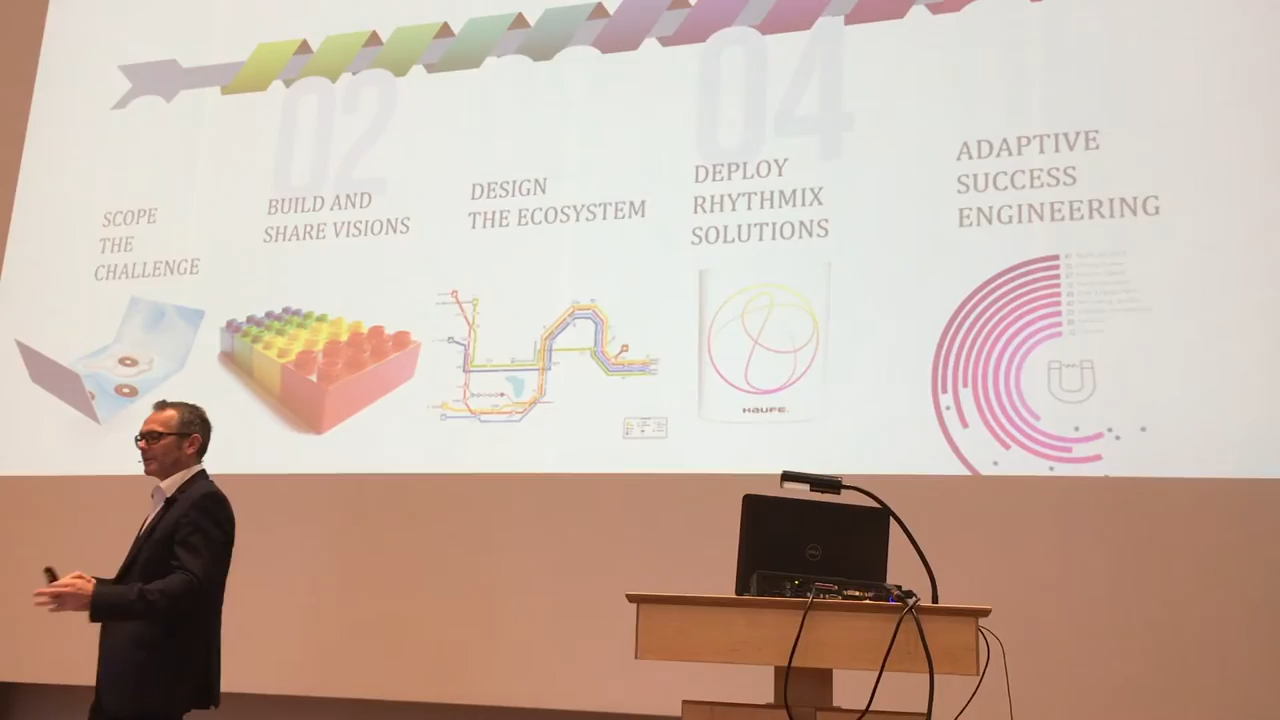 02
04
SCOPE
THE
CHALLENGE
BUILD AND
SHARE VISIONS
DESIGN
THE ECOSYSTEM
DEPLOY
RHYTHMIX
SOLUTIONS
ADAPTIVE
SUCCESS
ENGINEERING
HAUFE.
DELL